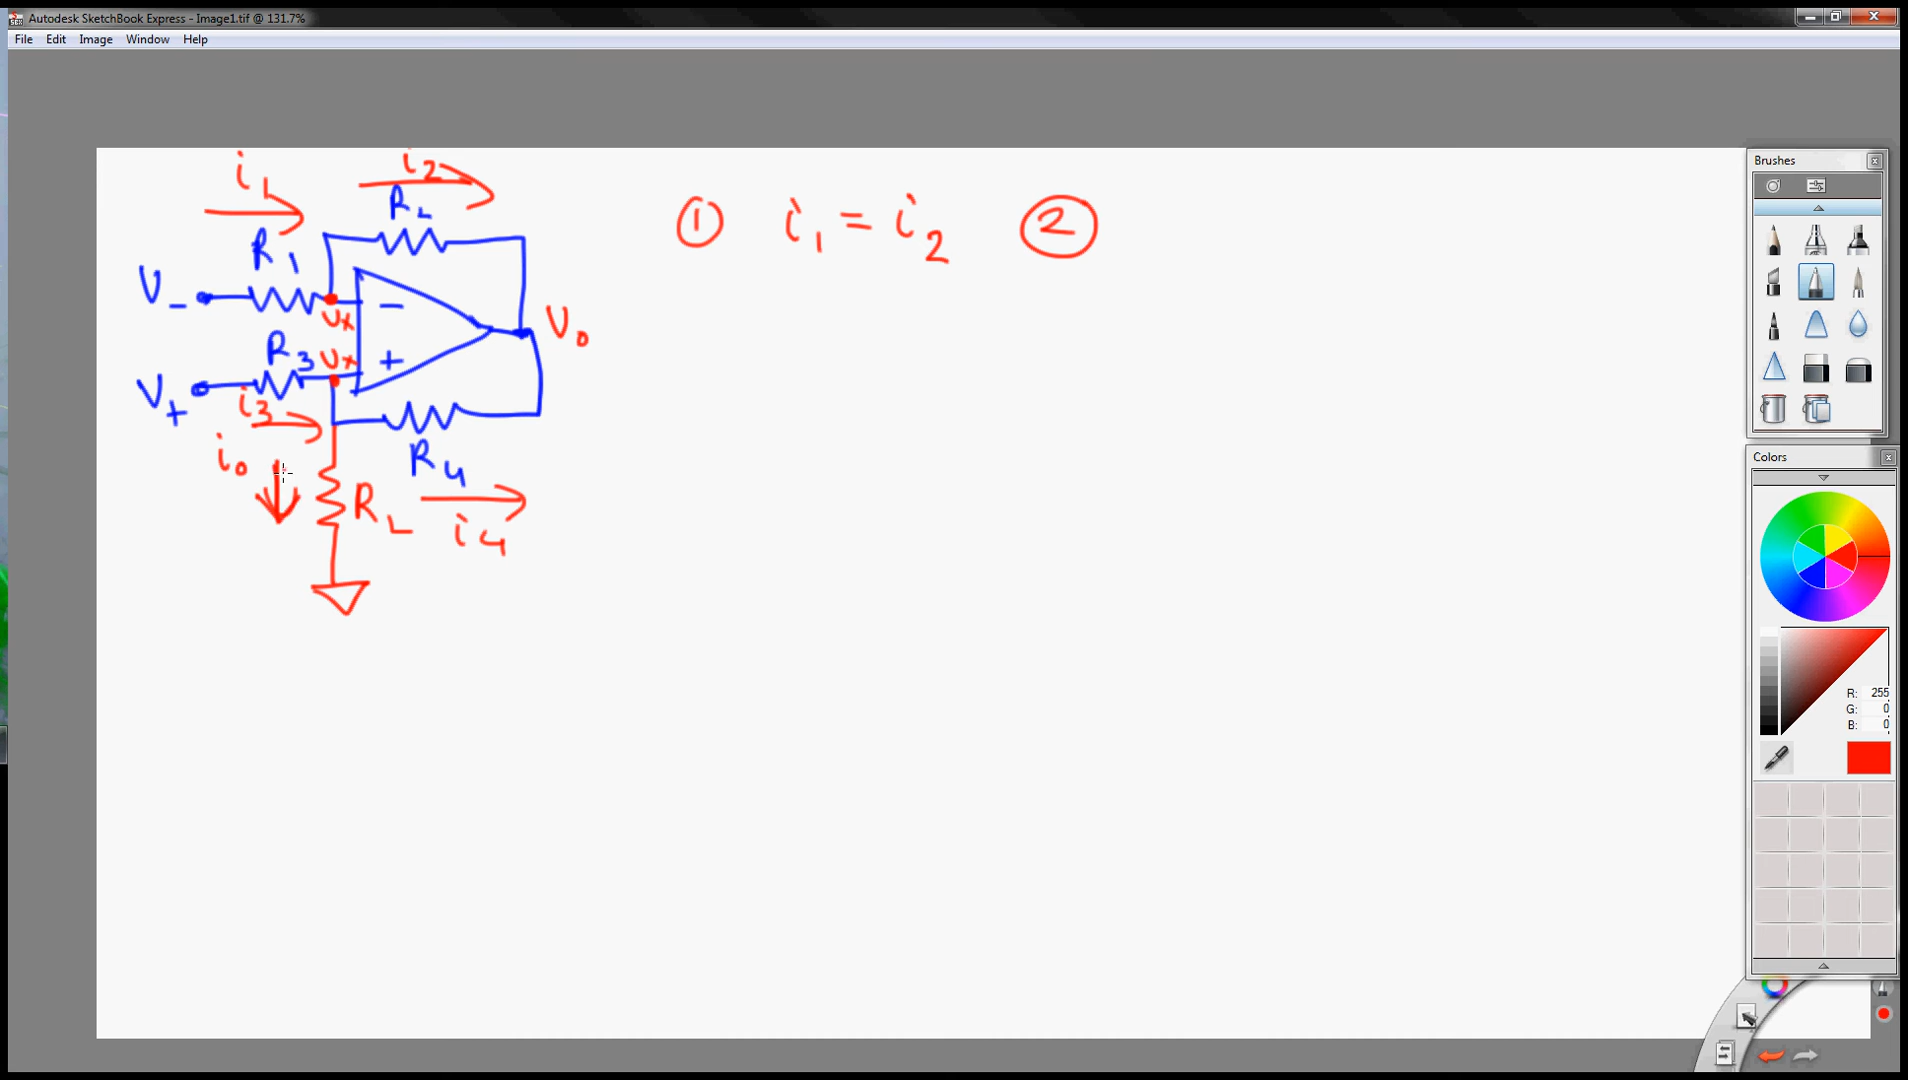 Autodesk SketchBook Express - Image1.tif @ 131.7%
File Edit Image Window Help
Brushes
i1
i2
R2
R1
V-
Vx
-
Vo
① i1 = i2 ②
R3
Vx
+
V+
i3
io
R4
RL
i4
Colors
R: 255
G: 0
B: 0